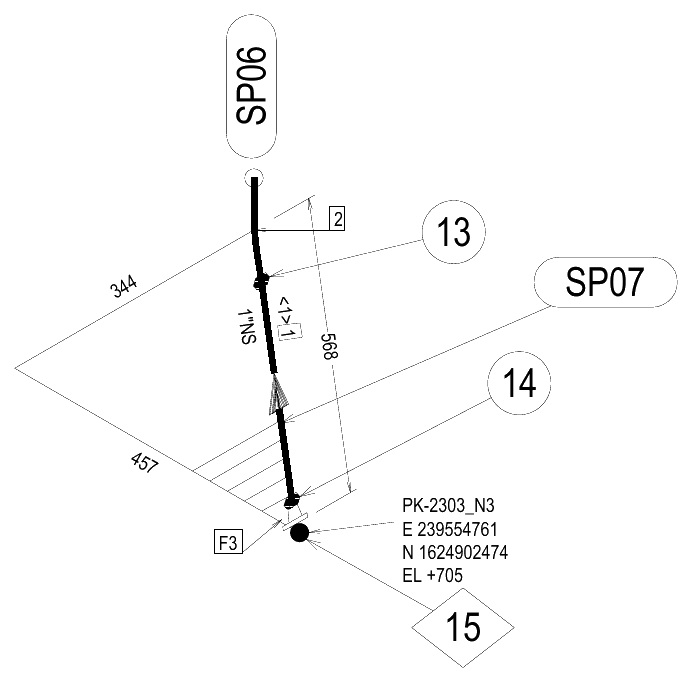 SP06
2
13
344
SP07
<1> 1
1"NS
568
14
457
PK-2303_N3
E 239554761
N 1624902474
EL +705
F3
15